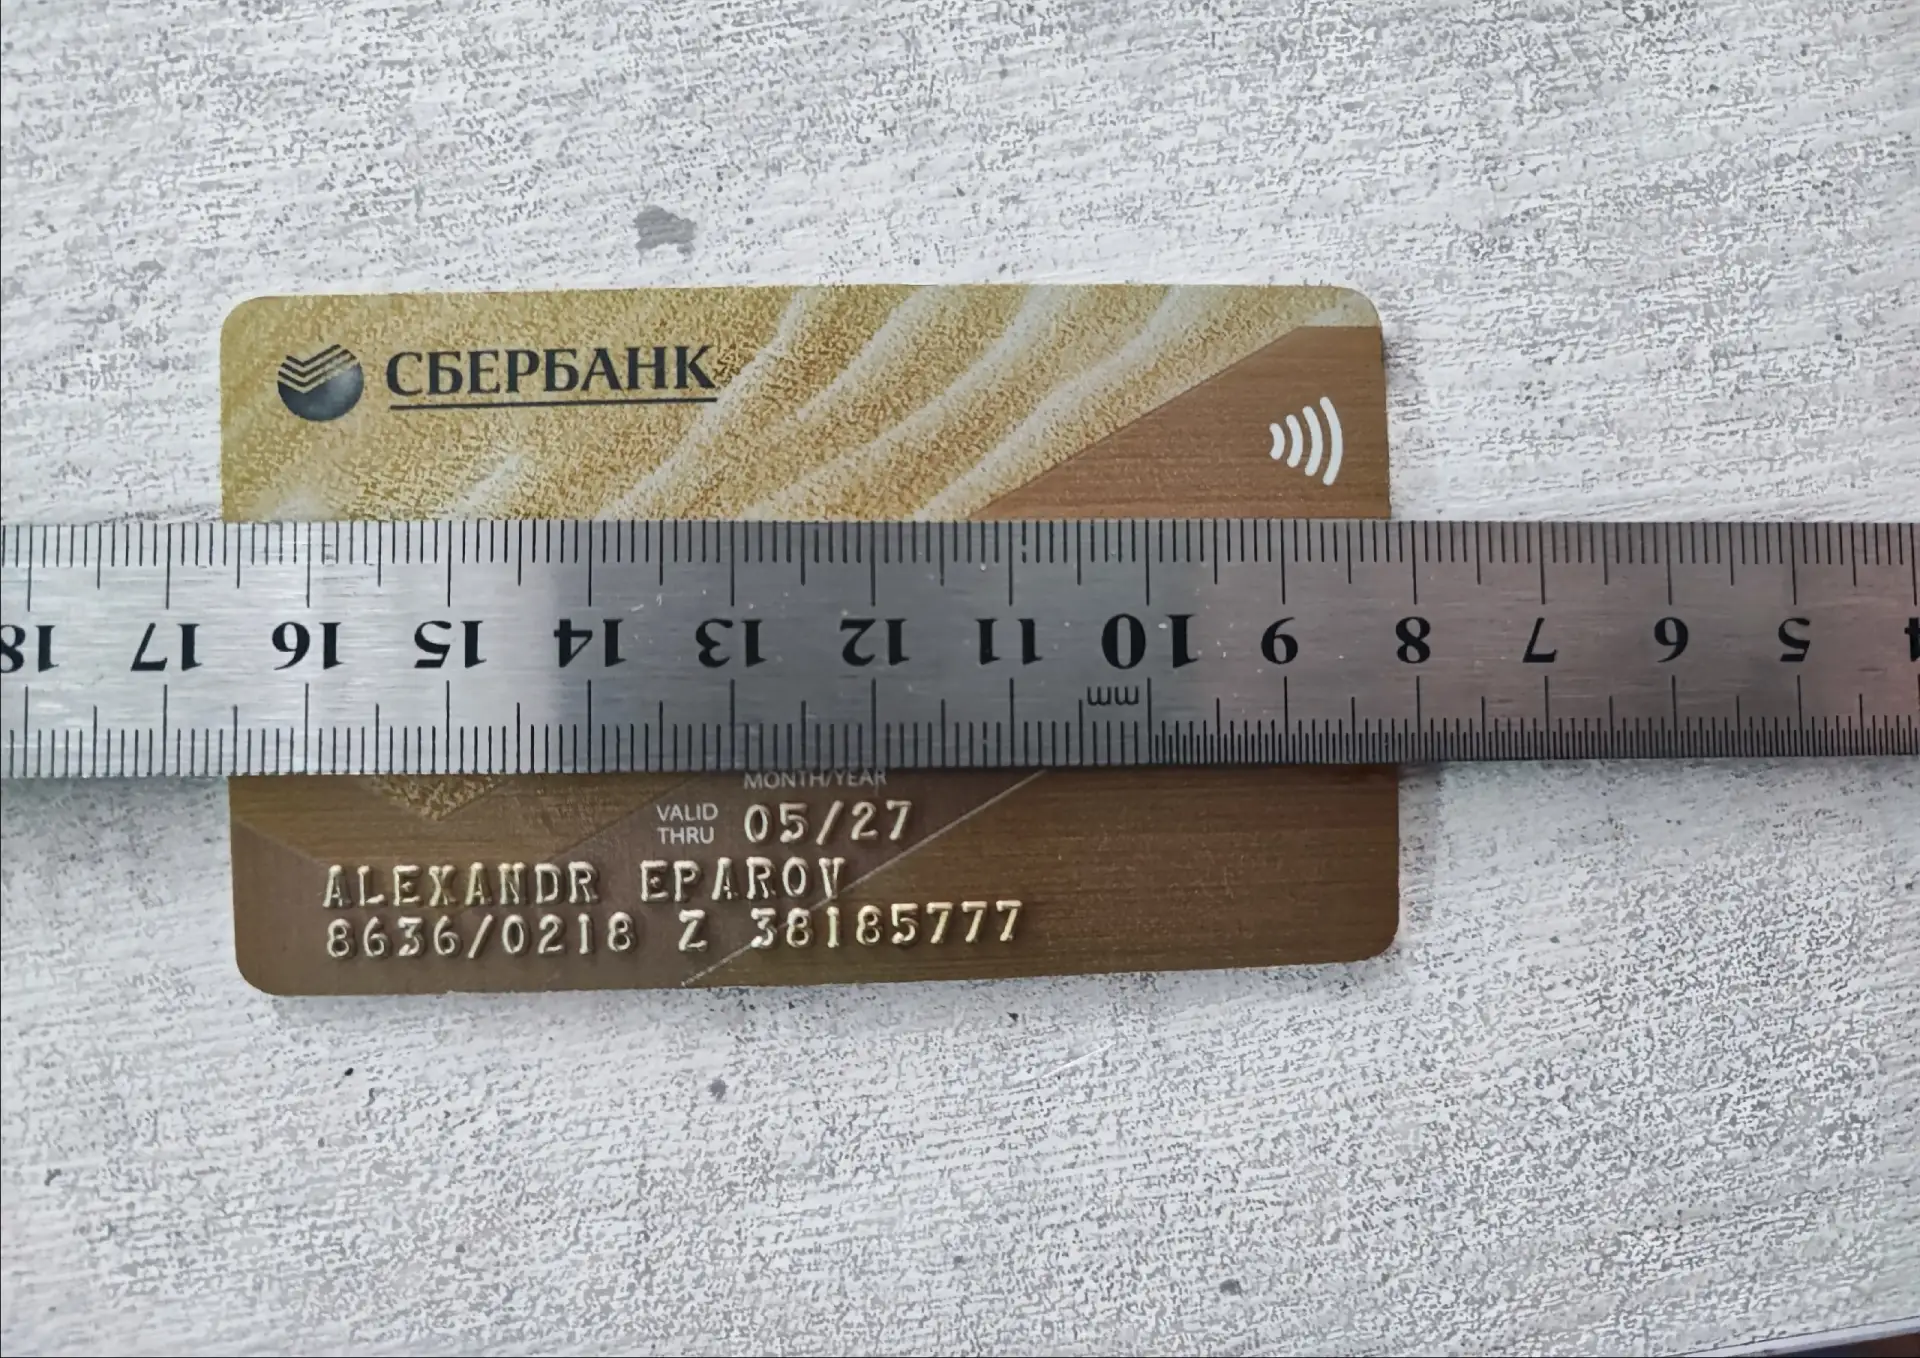 СБЕРБАНК
18 17 16 15 14 13 12 11 10 9 8 7 6 5 4
mm
MONTH/YEAR
VALID THRU 05/27
ALEXANDR EPAROV
8636/0218 Z 38185777